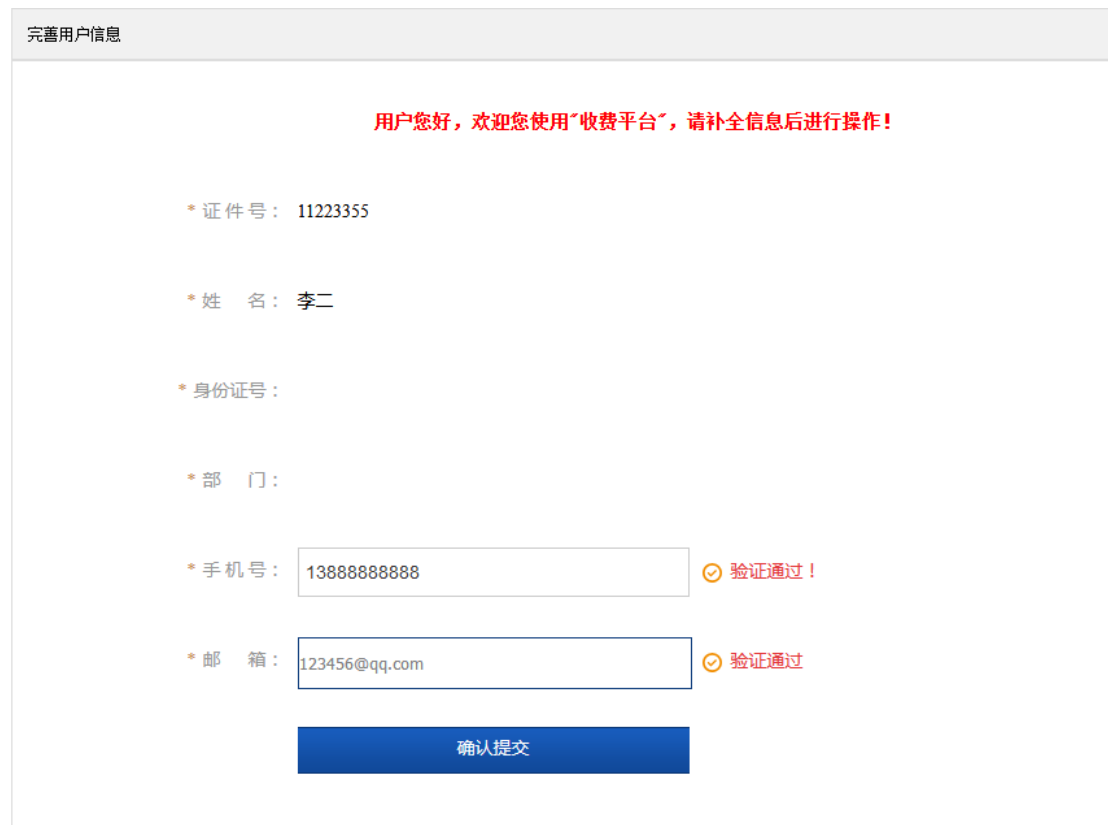 完善用户信息
用户您好，欢迎您使用"收费平台"，请补全信息后进行操作！
* 证件号： 11223355
* 姓 名： 李二
* 身份证号：
* 部 门：
* 手机号： 13888888888 验证通过！
* 邮 箱： 123456@qq.com 验证通过
确认提交